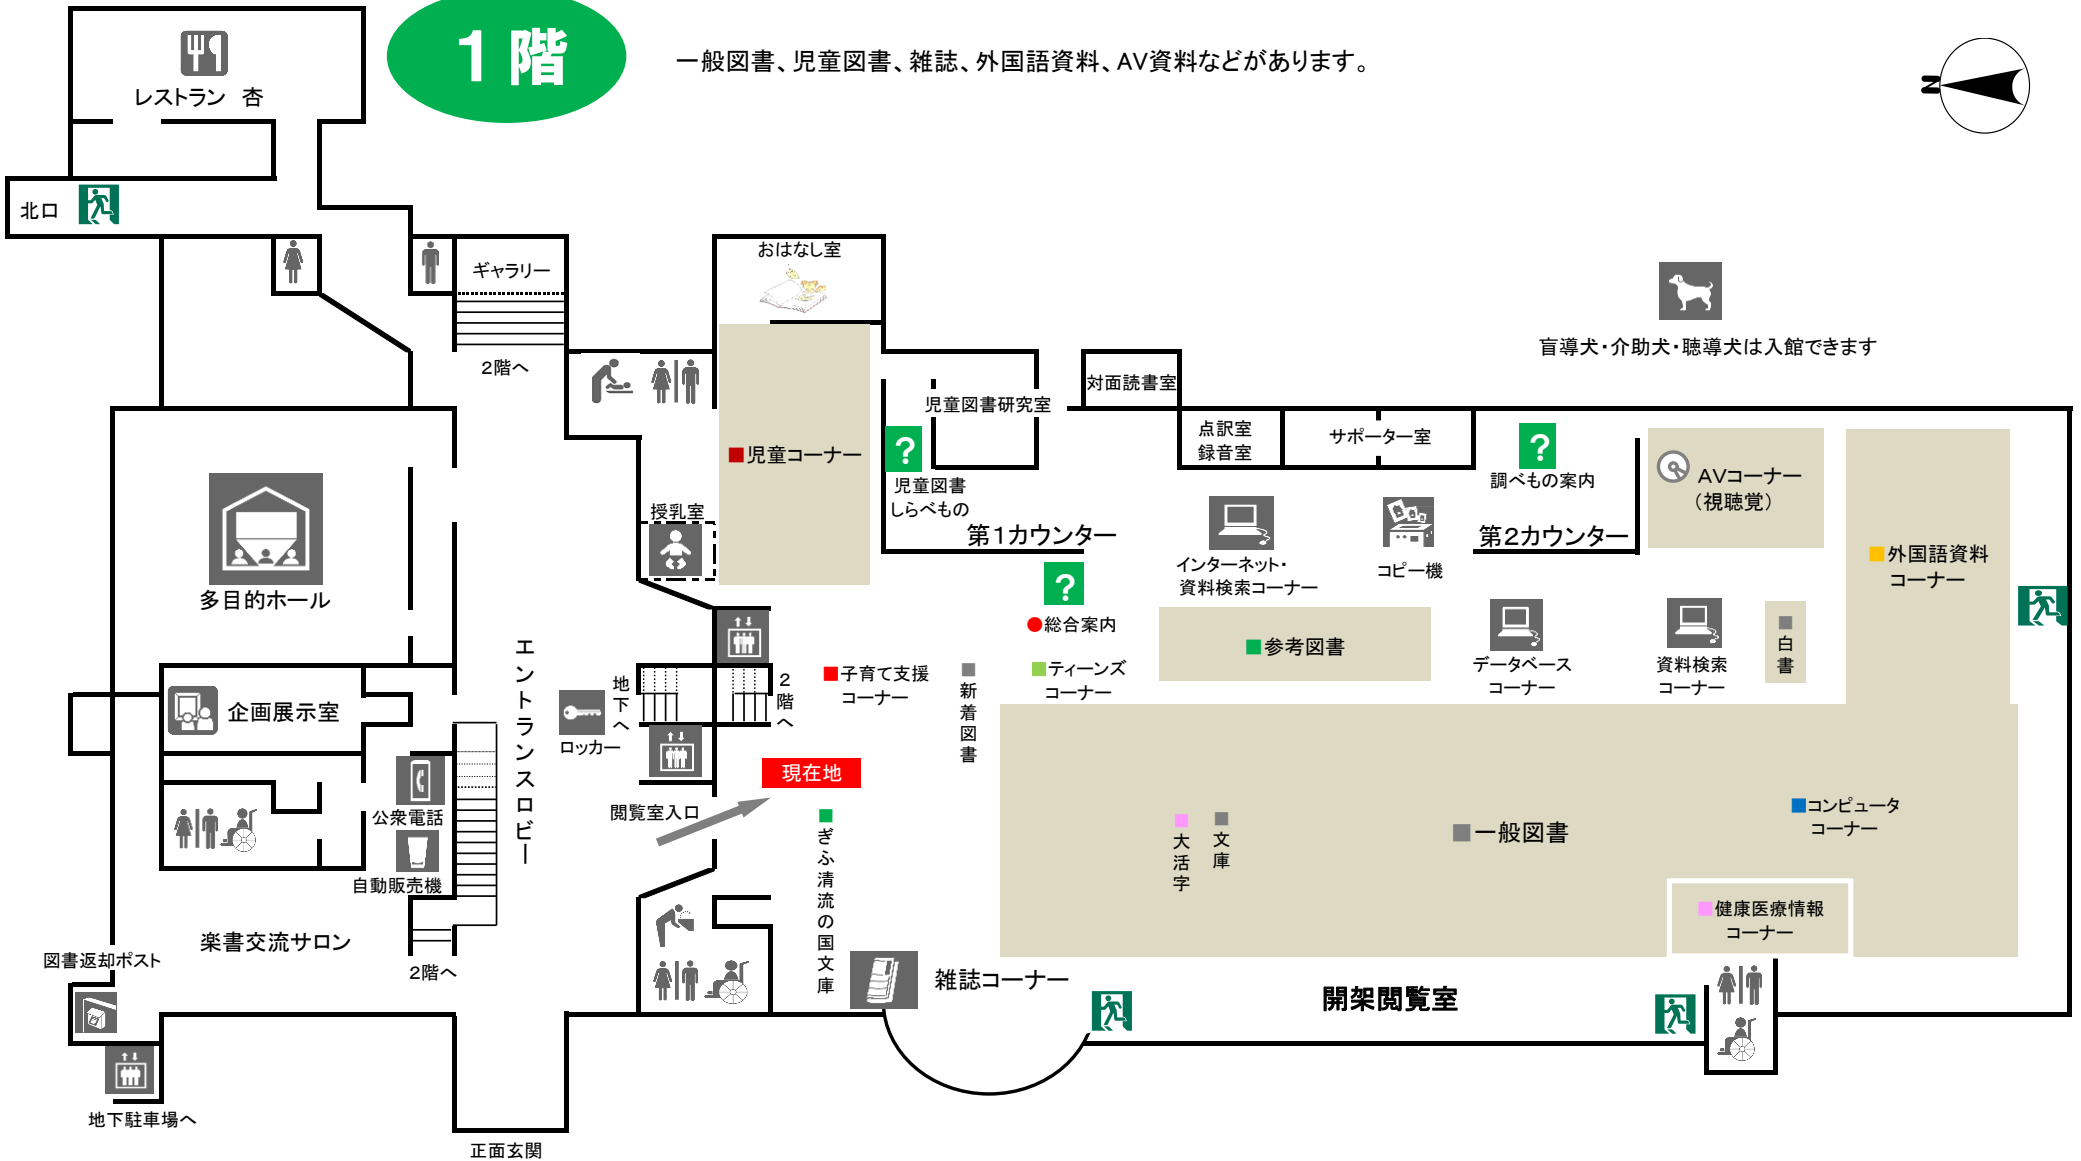 1階
一般図書、児童図書、雑誌、外国語資料、AV資料などがあります。
N
レストラン 杏
北口
ギャラリー
2階へ
おはなし室
盲導犬・介助犬・聴導犬は入館できます
対面読書室
児童図書研究室
点訳室
録音室
サポーター室
児童コーナー
?
児童図書
しらべもの
?
調べもの案内
AVコーナー
(視聴覚)
授乳室
第1カウンター
第2カウンター
外国語資料
コーナー
インターネット・
資料検索コーナー
コピー機
多目的ホール
?
総合案内
参考図書
データベース
コーナー
資料検索
コーナー
白書
エントランスロビー
地下へ
2階へ
子育て支援
コーナー
新着図書
ティーンズ
コーナー
企画展示室
ロッカー
現在地
公衆電話
閲覧室入口
ぎふ清流の国文庫
大活字
文庫
一般図書
コンピュータ
コーナー
自動販売機
健康医療情報
コーナー
楽書交流サロン
図書返却ポスト
2階へ
雑誌コーナー
開架閲覧室
地下駐車場へ
正面玄関